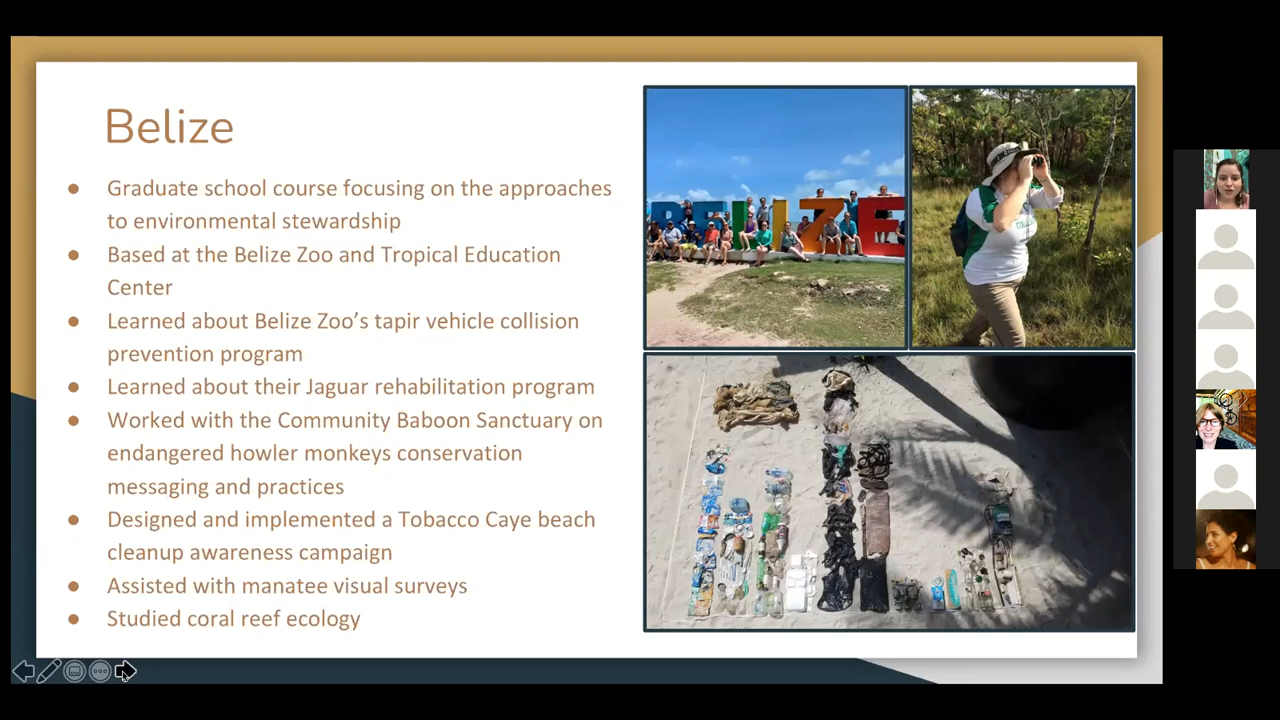 Belize
● Graduate school course focusing on the approaches
to environmental stewardship
● Based at the Belize Zoo and Tropical Education
Center
● Learned about Belize Zoo’s tapir vehicle collision
prevention program
● Learned about their Jaguar rehabilitation program
● Worked with the Community Baboon Sanctuary on
endangered howler monkeys conservation
messaging and practices
● Designed and implemented a Tobacco Caye beach
cleanup awareness campaign
● Assisted with manatee visual surveys
● Studied coral reef ecology
BELIZE